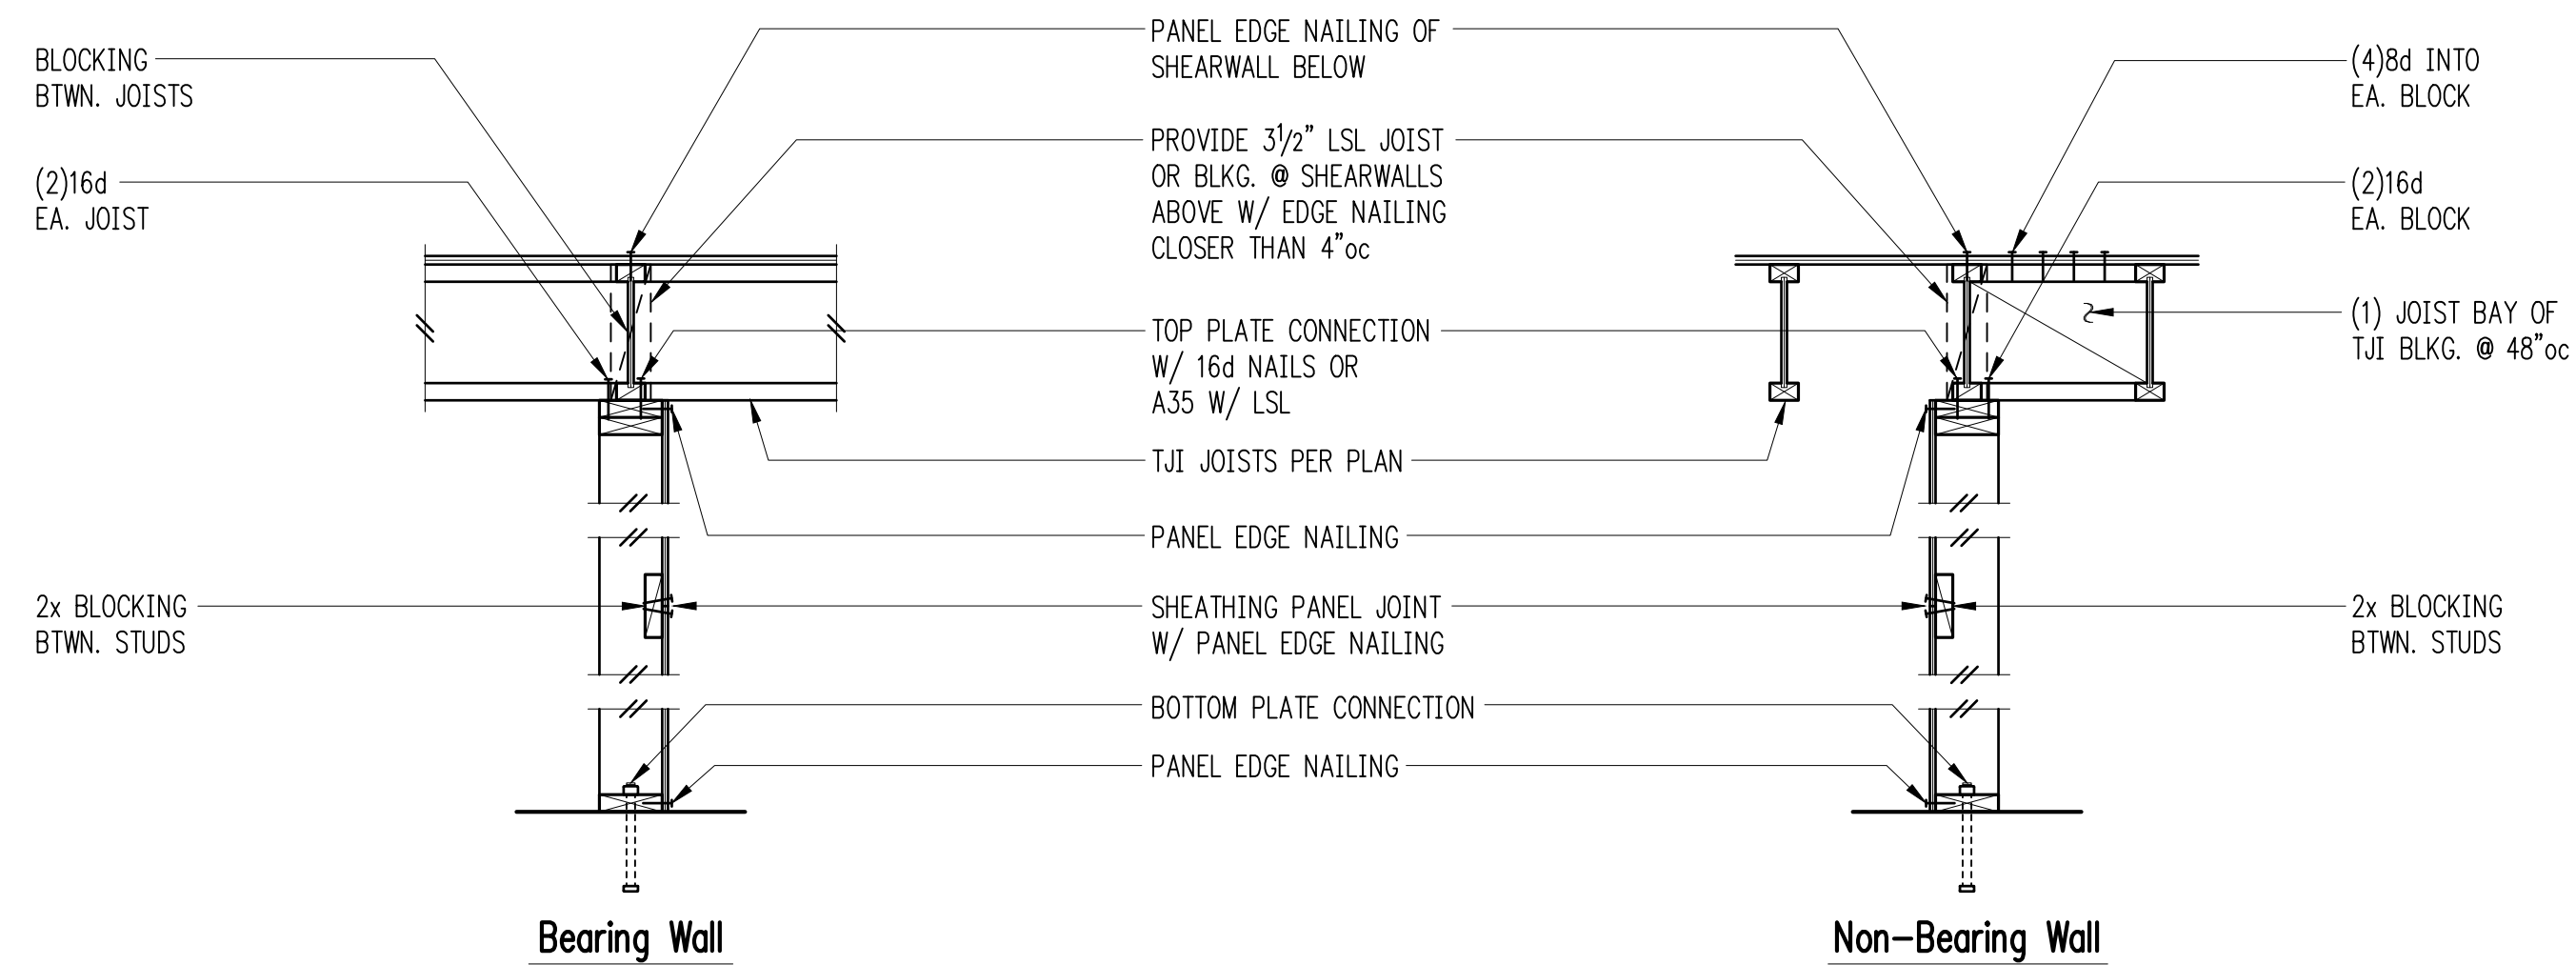 BLOCKING
BTWN. JOISTS
(2)16d
EA. JOIST
2x BLOCKING
BTWN. STUDS
PANEL EDGE NAILING OF
SHEARWALL BELOW
PROVIDE 3½" LSL JOIST
OR BLKG. @ SHEARWALLS
ABOVE W/ EDGE NAILING
CLOSER THAN 4"oc
TOP PLATE CONNECTION
W/ 16d NAILS OR
A35 W/ LSL
TJI JOISTS PER PLAN
PANEL EDGE NAILING
SHEATHING PANEL JOINT
W/ PANEL EDGE NAILING
BOTTOM PLATE CONNECTION
PANEL EDGE NAILING
(4)8d INTO
EA. BLOCK
(2)16d
EA. BLOCK
(1) JOIST BAY OF
TJI BLKG. @ 48"oc
2x BLOCKING
BTWN. STUDS
Bearing Wall
Non-Bearing Wall